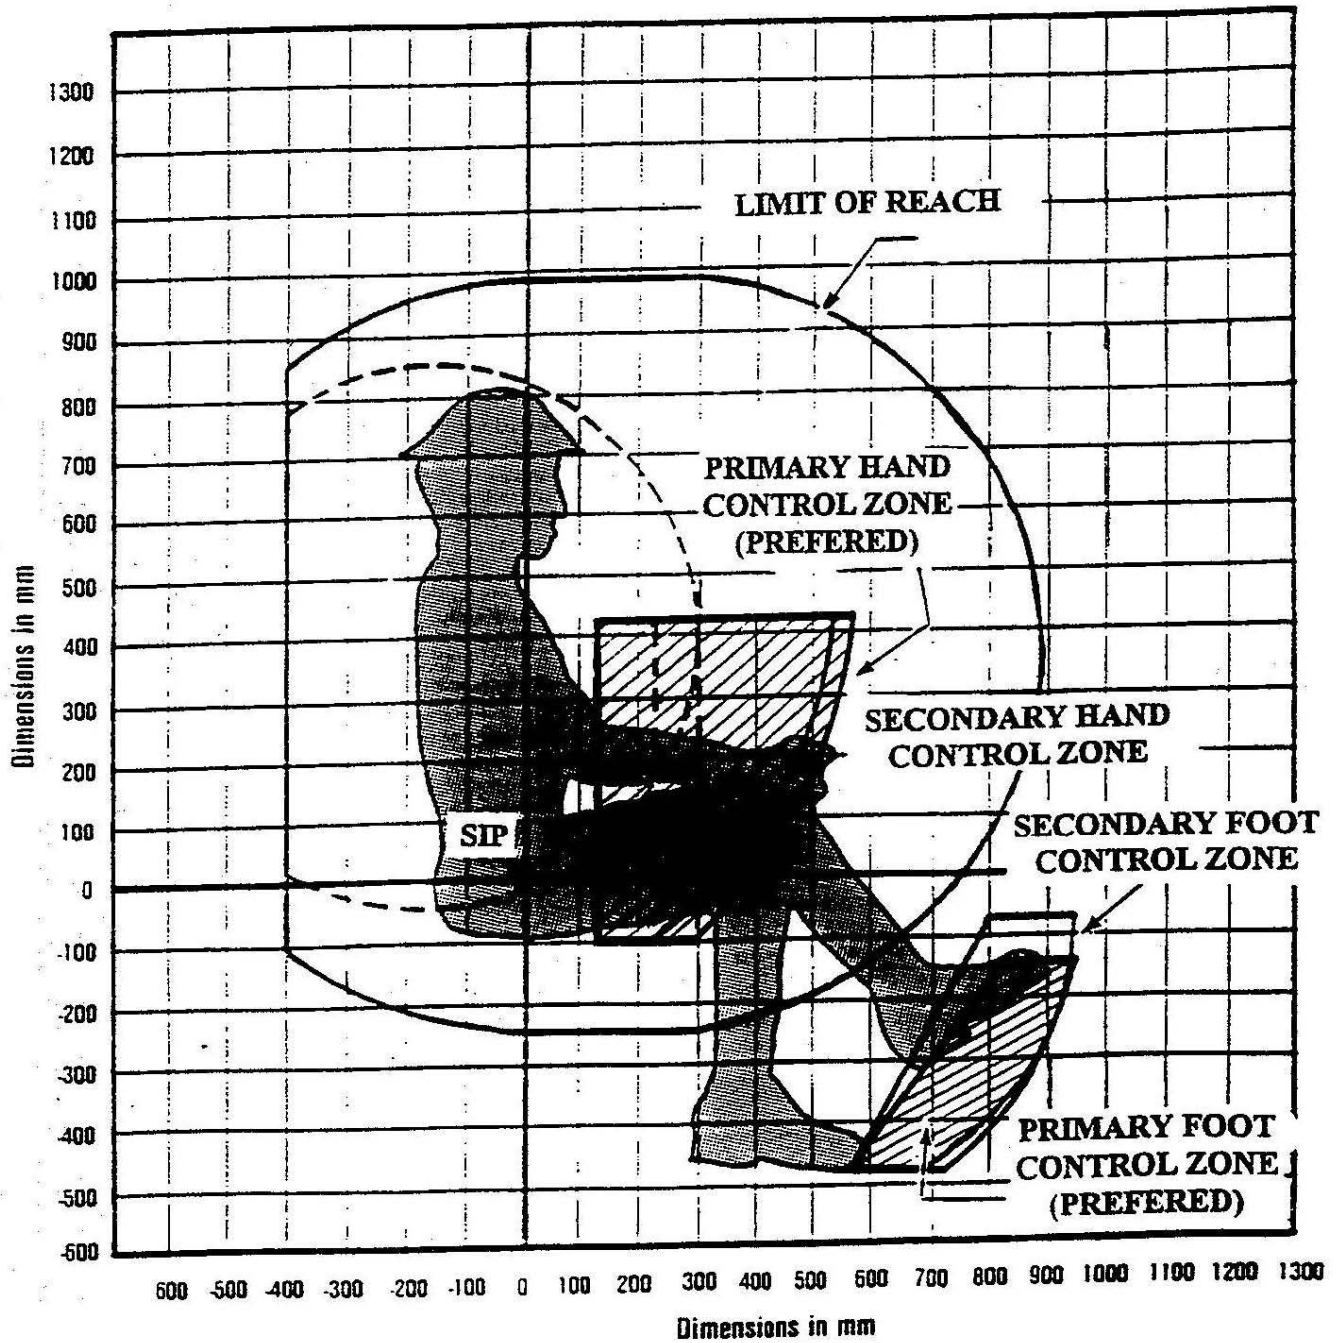 1300
1200
1100
1000
900
800
700
600
500
400
300
200
100
0
-100
-200
-300
-400
-500
-600
Dimensions in mm
LIMIT OF REACH
PRIMARY HAND
CONTROL ZONE
(PREFERED)
SECONDARY HAND
CONTROL ZONE
SIP
SECONDARY FOOT
CONTROL ZONE
PRIMARY FOOT
CONTROL ZONE
(PREFERED)
600 -500 -400 -300 -200 -100 0 100 200 300 400 500 600 700 800 900 1000 1100 1200 1300
Dimensions in mm